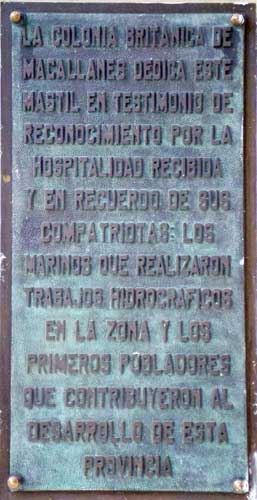 LA COLONIA BRITANICA DE
MAGALLANES DEDICA ESTE
MASTIL EN TESTIMONIO DE
RECONOCIMIENTO POR LA
HOSPITALIDAD RECIBIDA
Y EN RECUERDO DE SUS
COMPATRIOTAS: LOS
MARINOS QUE REALIZARON
TRABAJOS HIDROGRÁFICOS
EN LA ZONA Y LOS
PRIMEROS POBLADORES
QUE CONTRIBUYERON AL
DESARROLLO DE ESTA
PROVINCIA